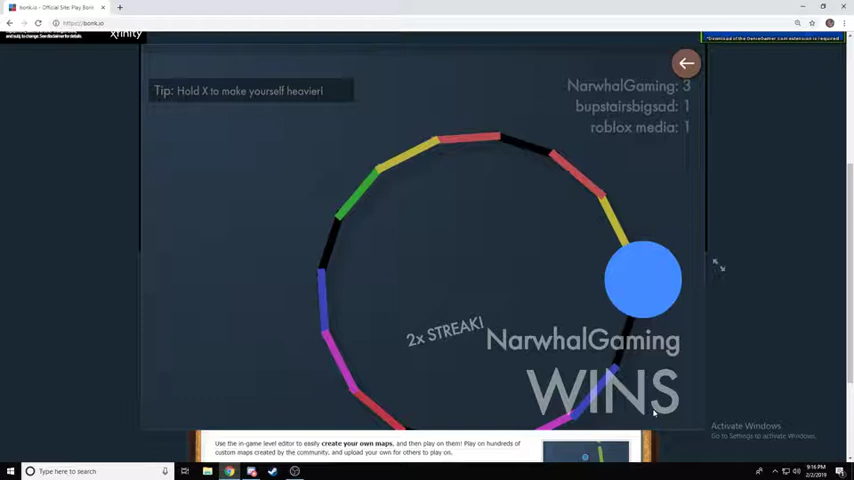 bonk.io - Official Site: Play Bonk
https://bonk.io
xfinity
Tip: Hold X to make yourself heavier!
NarwhalGaming: 3
bupstairsbigsad: 1
roblox media: 1
2x STREAK!
NarwhalGaming
WINS
Activate Windows
Go to Settings to activate Windows.
Use the in-game level editor to easily create your own maps, and then play on them! Play on hundreds of
custom maps created by the community, and upload your own for others to play on.
Type here to search
9:16 PM
2/2/2019